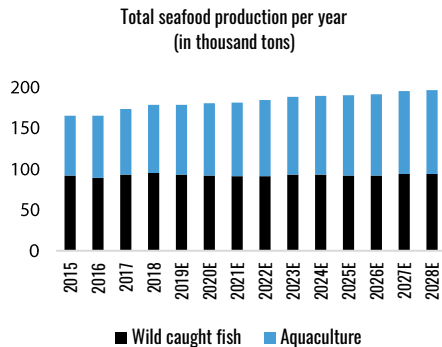 Total seafood production per year
(in thousand tons)
200
150
100
50
0
2015
2016
2017
2018
2019E
2020E
2021E
2022E
2023E
2024E
2025E
2026E
2027E
2028E
Wild caught fish
Aquaculture